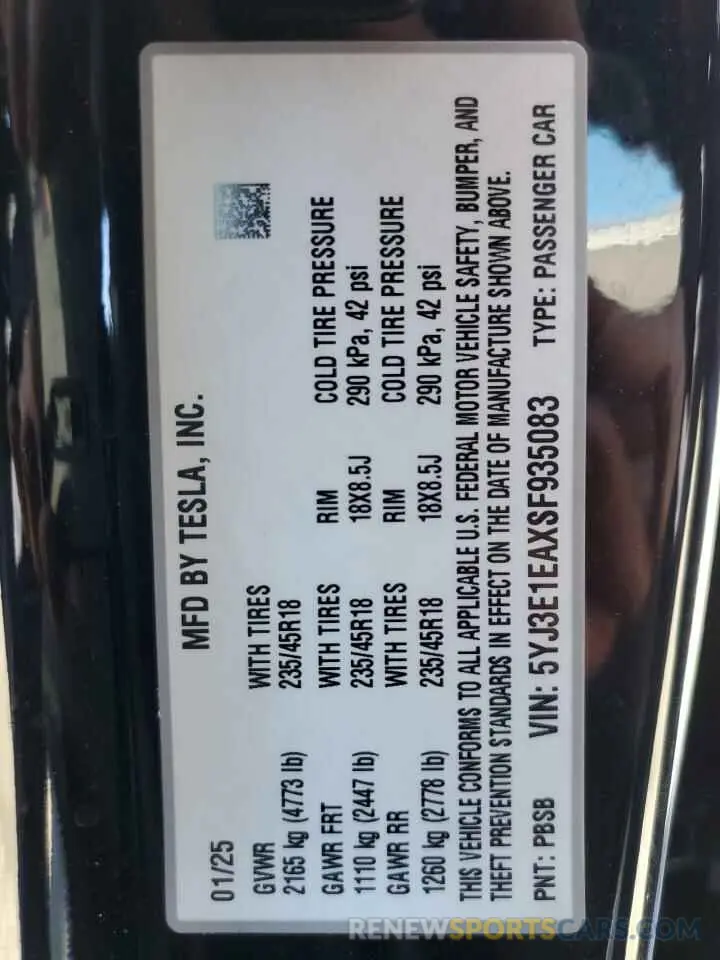 MFD BY TESLA, INC.
01/25
GVWR WITH TIRES
2165 kg (4773 lb) 235/45R18
GAWR FRT WITH TIRES RIM COLD TIRE PRESSURE
1110 kg (2447 lb) 235/45R18 18X8.5J 290 kPa, 42 psi
GAWR RR WITH TIRES RIM COLD TIRE PRESSURE
1260 kg (2778 lb) 235/45R18 18X8.5J 290 kPa, 42 psi
THIS VEHICLE CONFORMS TO ALL APPLICABLE U.S. FEDERAL MOTOR VEHICLE SAFETY, BUMPER, AND
THEFT PREVENTION STANDARDS IN EFFECT ON THE DATE OF MANUFACTURE SHOWN ABOVE.
PNT: PBSB VIN: 5YJ3E1EAXSF935083 TYPE: PASSENGER CAR
RENEWSPORTSCARS.COM